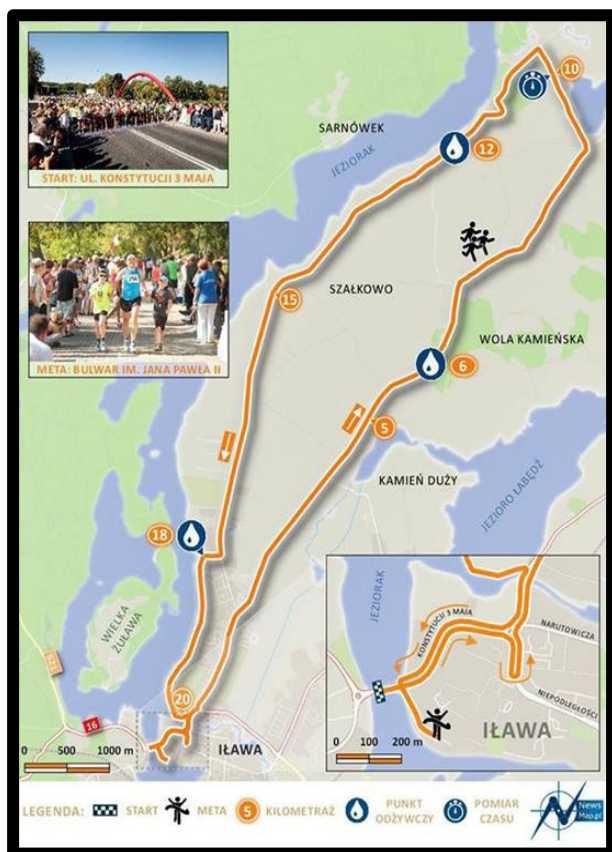 START: UL. KONSTYTUCJI 3 MAJA
META: BULWAR IM. JANA PAWŁA II
10
SARNÓWEK
JEZIORAK
12
15
SZAŁKOWO
WOLA KAMIEŃSKA
6
5
KAMIEŃ DUŻY
JEZIORO ŁABĘDŹ
18
WIELKA
ŻUŁAWA
20
16
IŁAWA
0 500 1000 m
JEZIORAK
KONSTYTUCJI 3 MAJA
NARUTOWICZA
NIEPODLEGŁOŚCI
IŁAWA
0 100 200 m
LEGENDA: START META 5 KILOMETRAŻ PUNKT ODŻYWCZY POMIAR CZASU
News
Map.pl